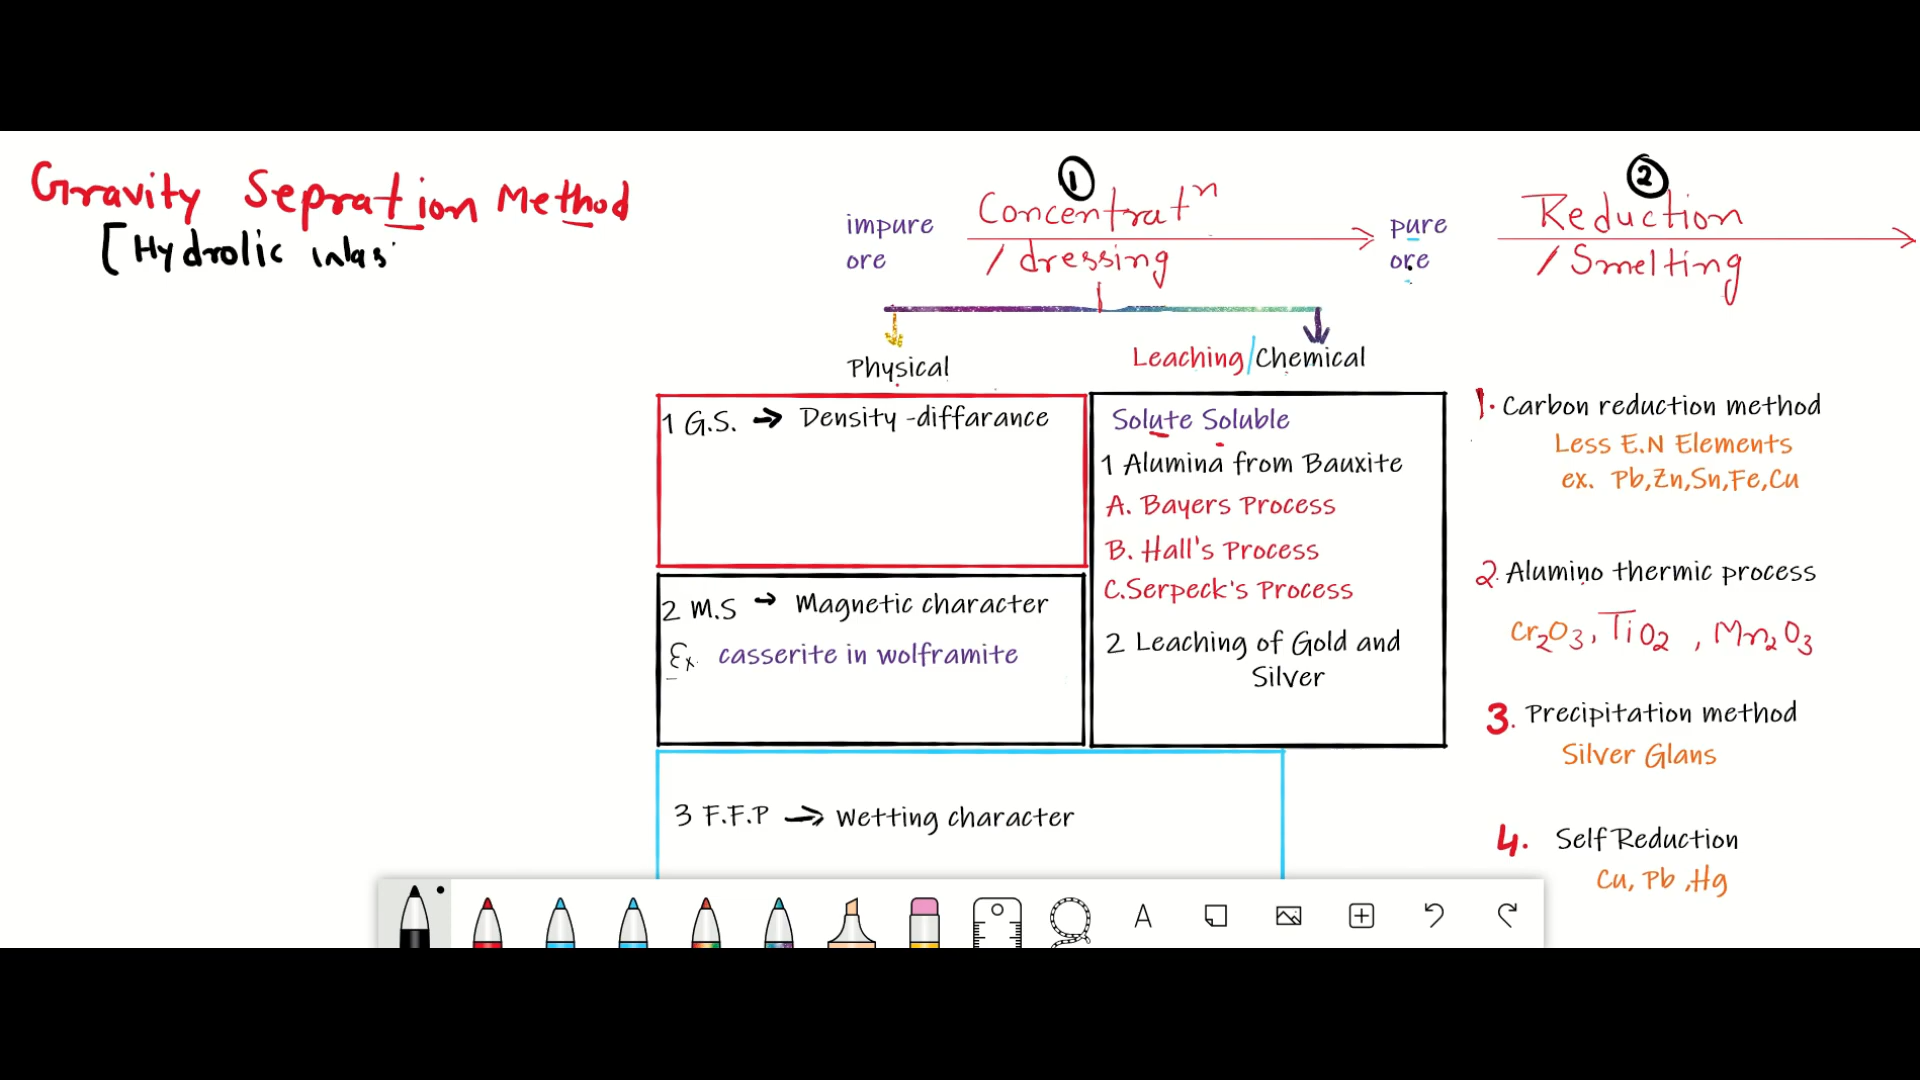 Gravity Sepration Method
[Hydrolic
①
impure
ore
Concentratⁿ
/ dressing
pure
ore
②
Reduction
/ Smelting
Physical
Leaching/Chemical
1 G.S. → Density -diffarance
2 M.S → Magnetic character
Ex. casserite in wolframite
3 F.F.P → Wetting character
Solute Soluble
1 Alumina from Bauxite
A. Bayers Process
B. Hall's Process
C.Serpeck's Process
2 Leaching of Gold and
Silver
1. Carbon reduction method
Less E.N Elements
ex. Pb,Zn,Sn,Fe,Cu
2. Alumino thermic process
Cr₂O₃, TiO₂ , Mn₂O₃
3. Precipitation method
Silver Glans
4. Self Reduction
Cu, Pb ,Hg
A